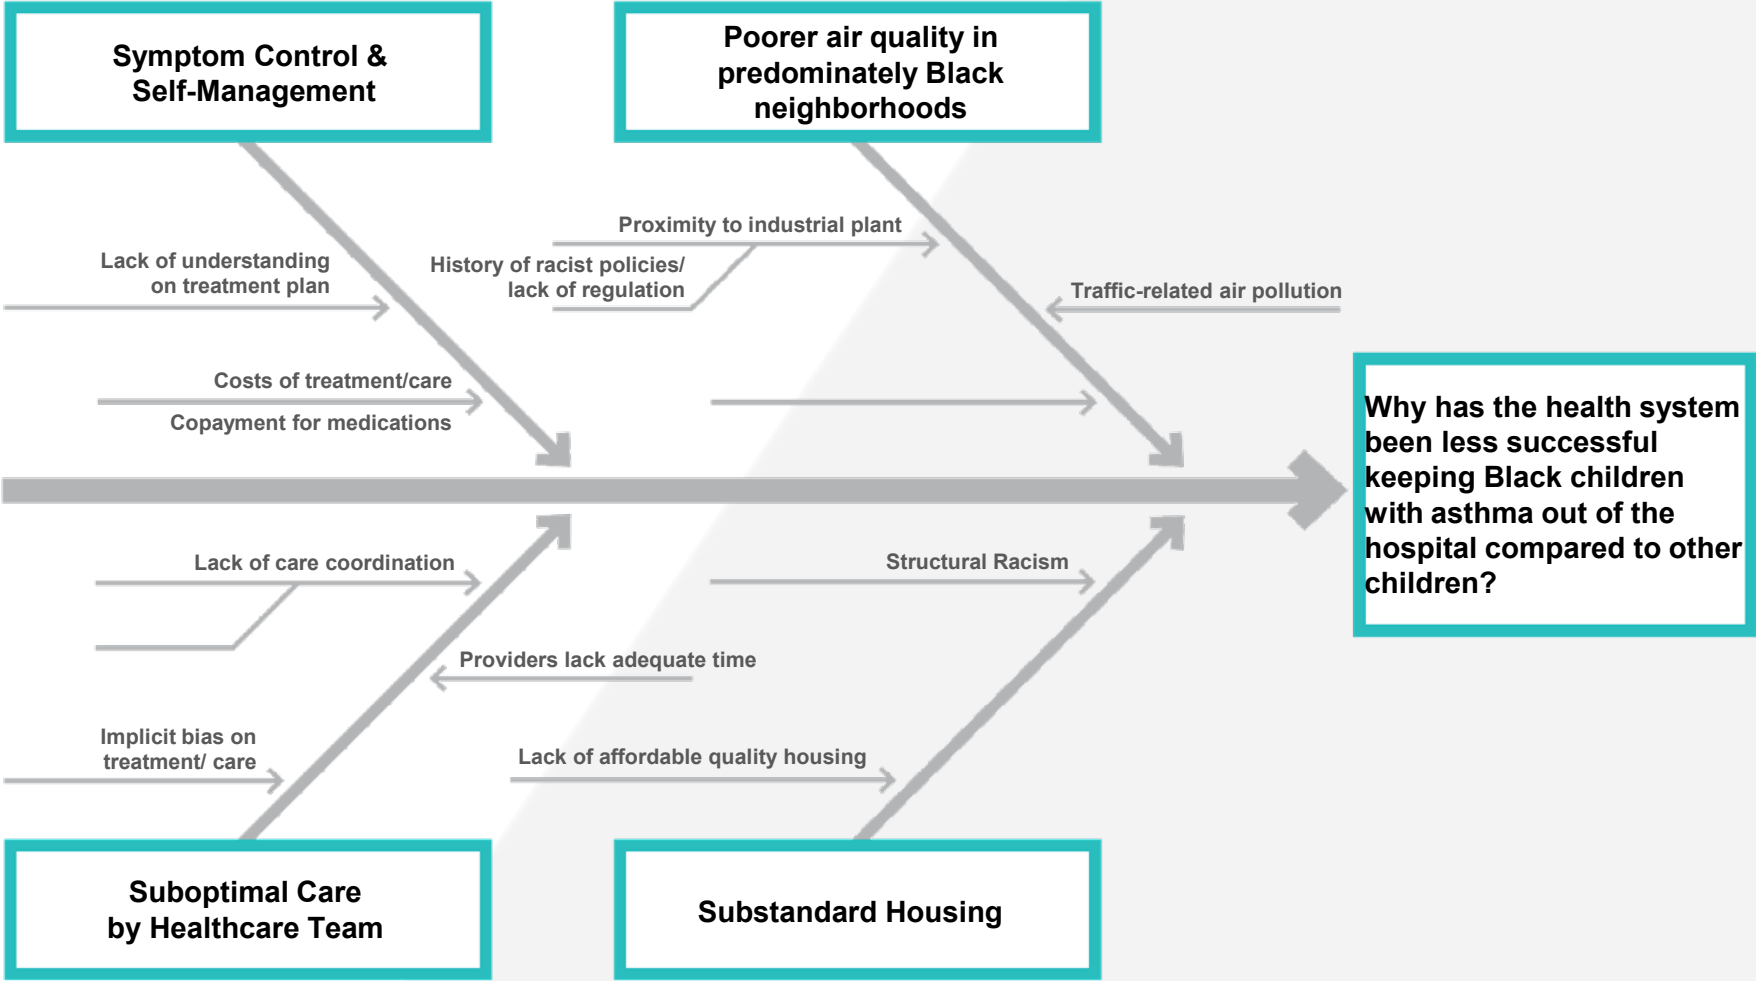 Symptom Control &
Self-Management
Poorer air quality in
predominately Black
neighborhoods
Proximity to industrial plant
History of racist policies/
lack of regulation
Lack of understanding
on treatment plan
Traffic-related air pollution
Costs of treatment/care
Copayment for medications
Why has the health system
been less successful
keeping Black children
with asthma out of the
hospital compared to other
children?
Lack of care coordination
Structural Racism
Providers lack adequate time
Implicit bias on
treatment/ care
Lack of affordable quality housing
Suboptimal Care
by Healthcare Team
Substandard Housing